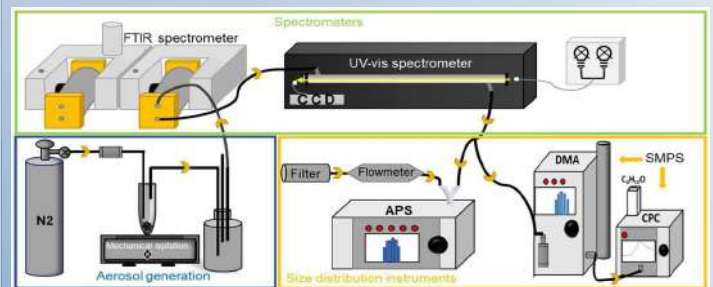 Spectrometers
FTIR spectrometer
UV-vis spectrometer
CCD
N2
Mechanical agitation
Aerosol generation
Filter
Flowmeter
APS
DMA
SMPS
C₄H₁₀O
CPC
Size distribution instruments